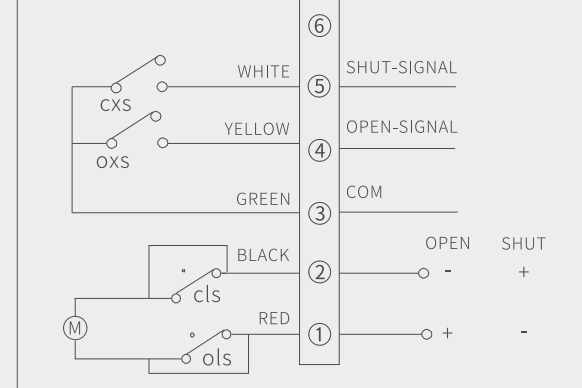 ⑥
WHITE ⑤ SHUT-SIGNAL
CXS
YELLOW ④ OPEN-SIGNAL
OXS
GREEN ③ COM
OPEN SHUT
BLACK ② - +
cls
M
RED ① + -
ols